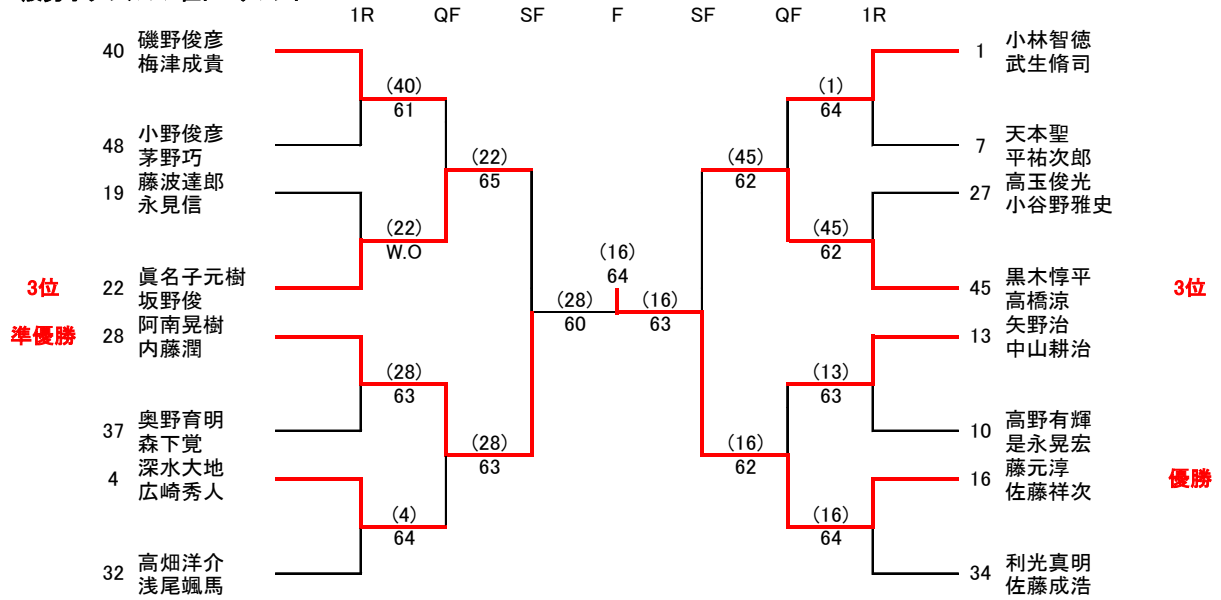 1R QF SF F SF QF 1R
40 磯野俊彦
梅津成貴
(40)
61
48 小野俊彦
茅野巧
(22)
65
19 藤波達郎
永見信
(22)
W.O
3位 22 眞名子元樹
坂野俊
(28)
60
準優勝 28 阿南晃樹
内藤潤
(28)
63
37 奥野育明
森下覚
(28)
63
4 深水大地
広崎秀人
(4)
64
32 高畑洋介
浅尾颯馬
(16)
64
(16)
63
1 小林智徳
武生脩司
(1)
64
7 天本聖
平祐次郎
(45)
62
27 高玉俊光
小谷野雅史
(45)
62
45 黒木惇平 3位
高橋涼
13 矢野治
中山耕治
(13)
63
10 高野有輝
是永晃宏
(16)
62
16 藤元淳 優勝
佐藤祥次
(16)
64
34 利光真明
佐藤成浩